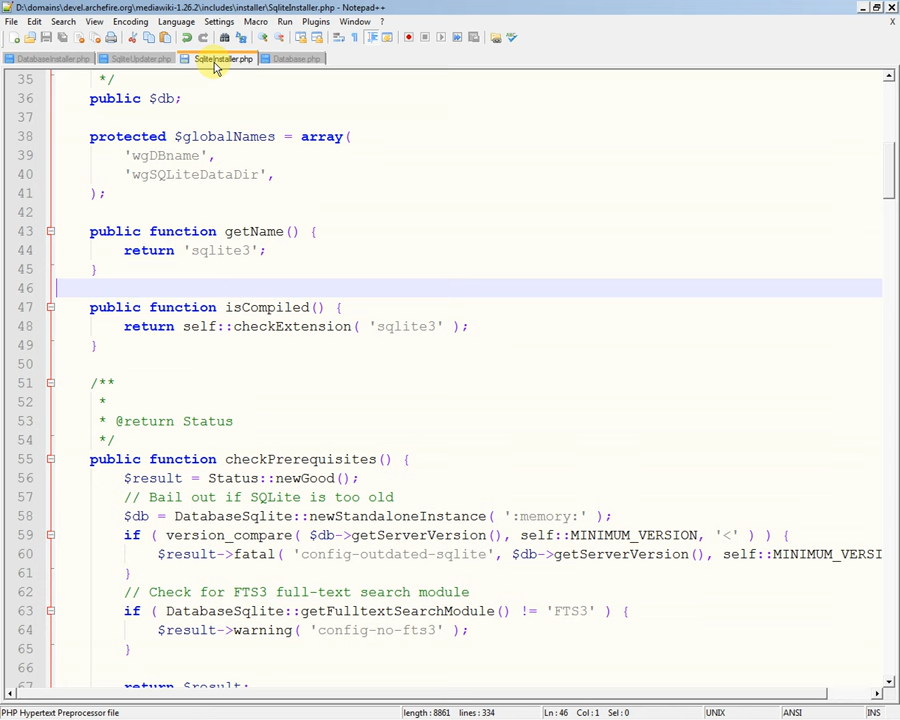 D:\domains\devel.archefire.org\mediawiki-1.26.2\includes\installer\SqliteInstaller.php - Notepad++
File Edit Search View Encoding Language Settings Macro Run Plugins Window ?
DatabaseInstaller.php SqliteUpdater.php SqliteInstaller.php Database.php
35 */
36 public $db;
37
38 protected $globalNames = array(
39 'wgDBname',
40 'wgSQLiteDataDir',
41 );
42
43 public function getName() {
44 return 'sqlite3';
45 }
46
47 public function isCompiled() {
48 return self::checkExtension( 'sqlite3' );
49 }
50
51 /**
52 *
53 * @return Status
54 */
55 public function checkPrerequisites() {
56 $result = Status::newGood();
57 // Bail out if SQLite is too old
58 $db = DatabaseSqlite::newStandaloneInstance( ':memory:' );
59 if ( version_compare( $db->getServerVersion(), self::MINIMUM_VERSION, '<' ) ) {
60 $result->fatal( 'config-outdated-sqlite', $db->getServerVersion(), self::MINIMUM_VERSI
61 }
62 // Check for FTS3 full-text search module
63 if ( DatabaseSqlite::getFulltextSearchModule() != 'FTS3' ) {
64 $result->warning( 'config-no-fts3' );
65 }
66
67 return $result;
PHP Hypertext Preprocessor file length : 8861 lines : 334 Ln : 46 Col : 1 Sel : 0 UNIX ANSI INS